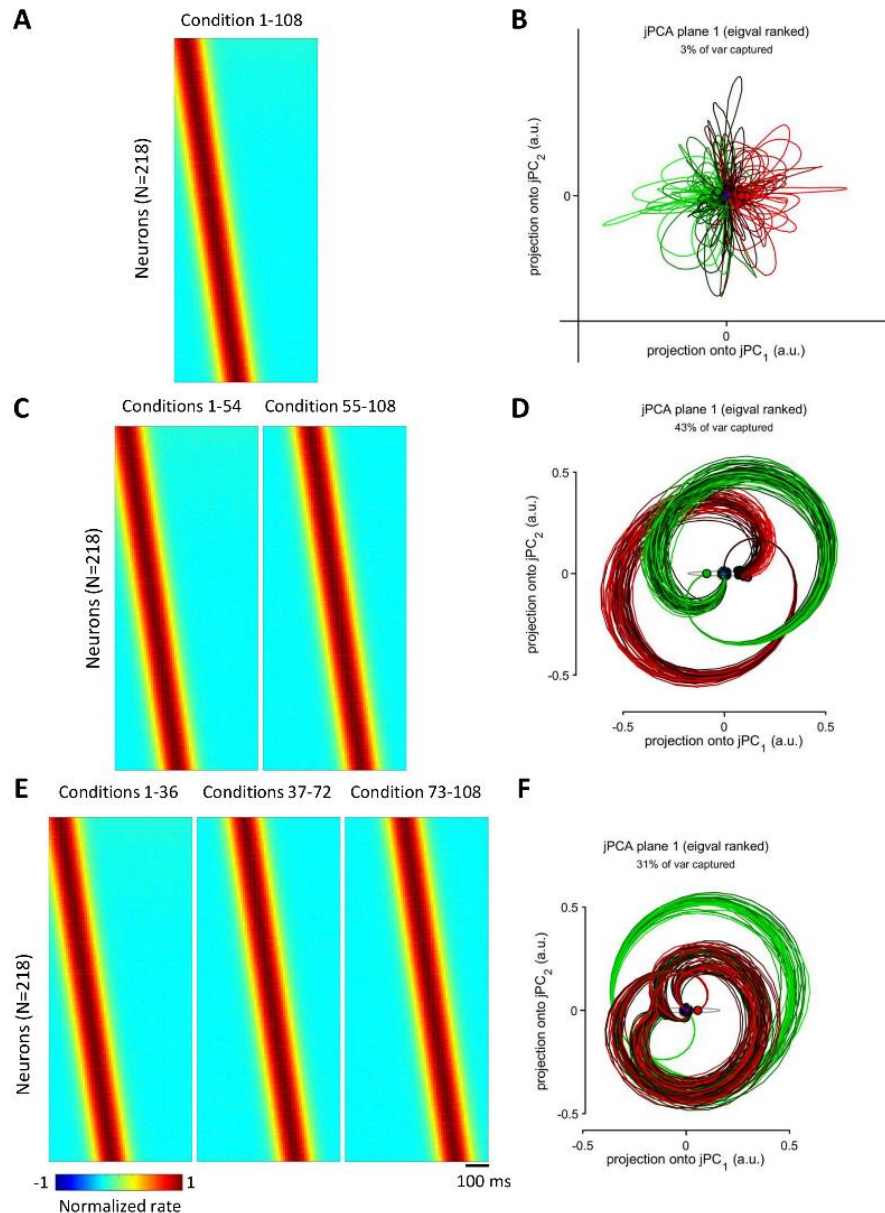 A
Condition 1-108
Neurons (N=218)
B
jPCA plane 1 (eigval ranked)
3% of var captured
projection onto jPC2 (a.u.)
0
0
projection onto jPC1 (a.u.)
C
Conditions 1-54
Condition 55-108
Neurons (N=218)
D
jPCA plane 1 (eigval ranked)
43% of var captured
projection onto jPC2 (a.u.)
0.5
0
-0.5
-0.5
0
0.5
projection onto jPC1 (a.u.)
E
Conditions 1-36
Conditions 37-72
Condition 73-108
Neurons (N=218)
-1
1
Normalized rate
100 ms
F
jPCA plane 1 (eigval ranked)
31% of var captured
projection onto jPC2 (a.u.)
0.5
0
-0.5
-0.5
0
0.5
projection onto jPC1 (a.u.)